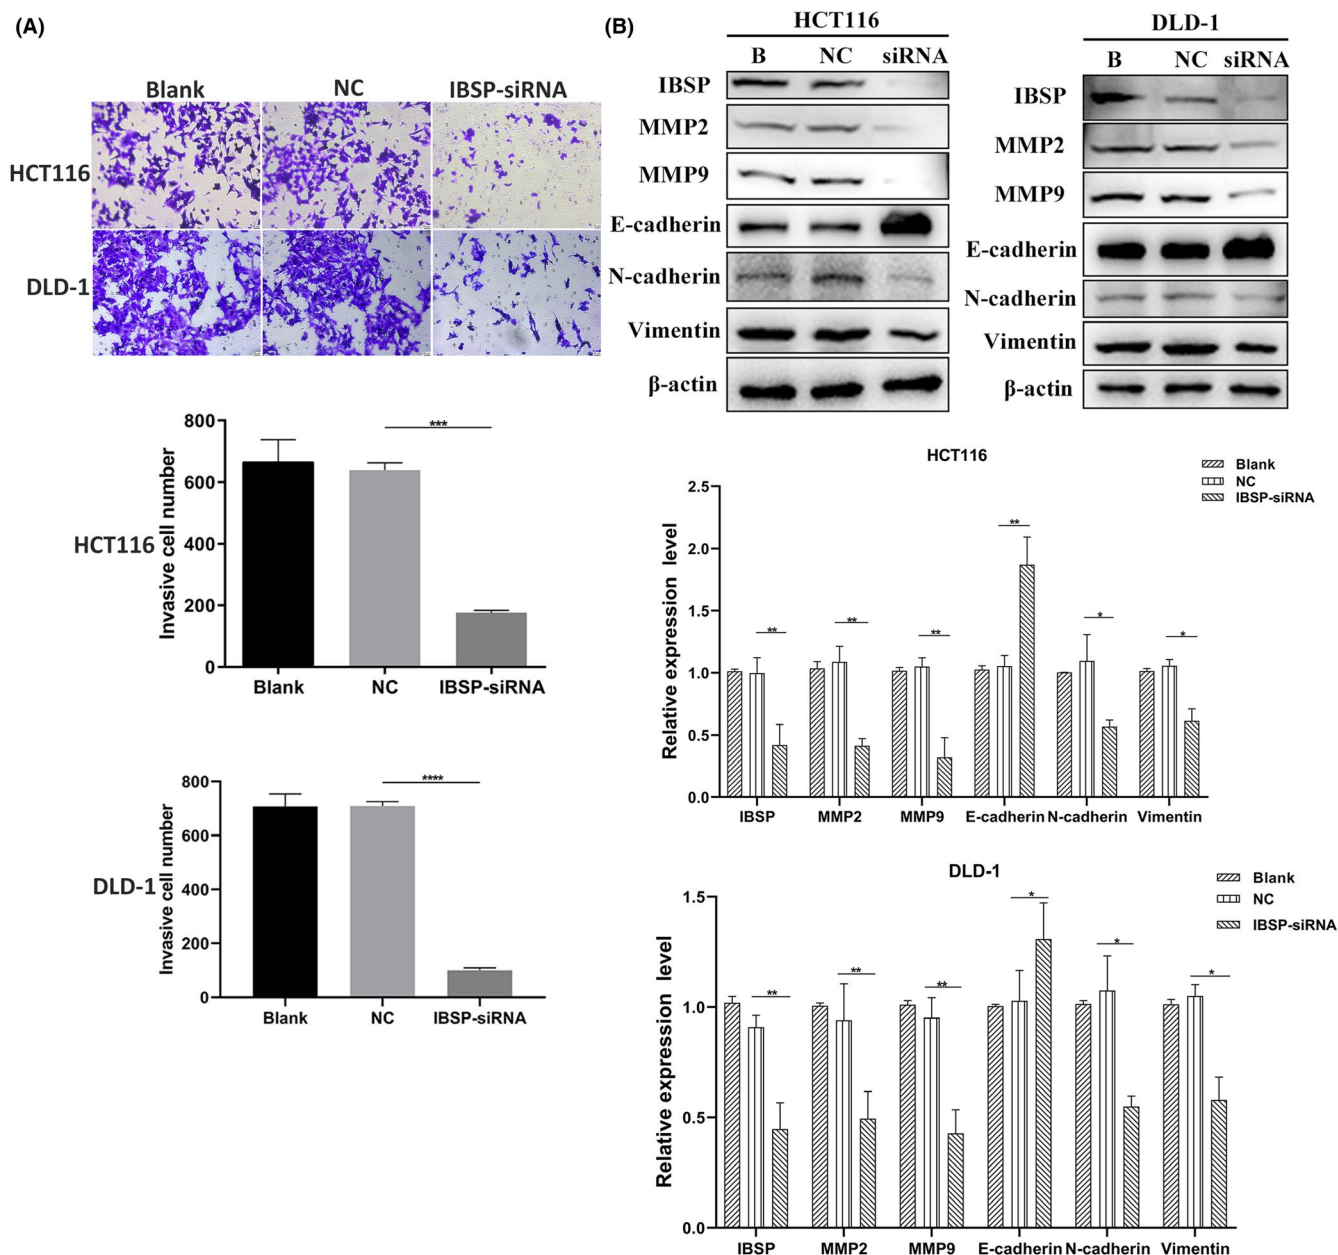 (A)
Blank NC IBSP-siRNA
HCT116
DLD-1
800
600
400
200
0
Invasive cell number
HCT116
***
Blank NC IBSP-siRNA
800
600
400
200
0
Invasive cell number
DLD-1
****
Blank NC IBSP-siRNA
(B)
HCT116
B NC siRNA
IBSP
MMP2
MMP9
E-cadherin
N-cadherin
Vimentin
β-actin
DLD-1
B NC siRNA
IBSP
MMP2
MMP9
E-cadherin
N-cadherin
Vimentin
β-actin
HCT116
Blank
NC
IBSP-siRNA
2.5
2.0
1.5
1.0
0.5
0.0
Relative expression level
** ** ** ** * *
IBSP MMP2 MMP9 E-cadherin N-cadherin Vimentin
DLD-1
Blank
NC
IBSP-siRNA
1.5
1.0
0.5
0.0
Relative expression level
** ** ** * * *
IBSP MMP2 MMP9 E-cadherin N-cadherin Vimentin